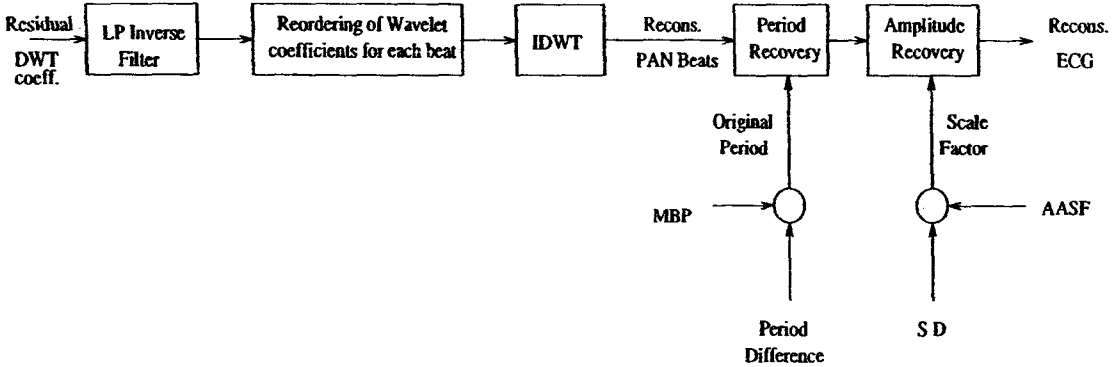 Residual
DWT
coeff.
LP Inverse
Filter
Reordering of Wavelet
coefficients for each beat
IDWT
Recons.
PAN Beats
Period
Recovery
Amplitude
Recovery
Recons.
ECG
Original
Period
Scale
Factor
MBP
AASF
Period
Difference
S D